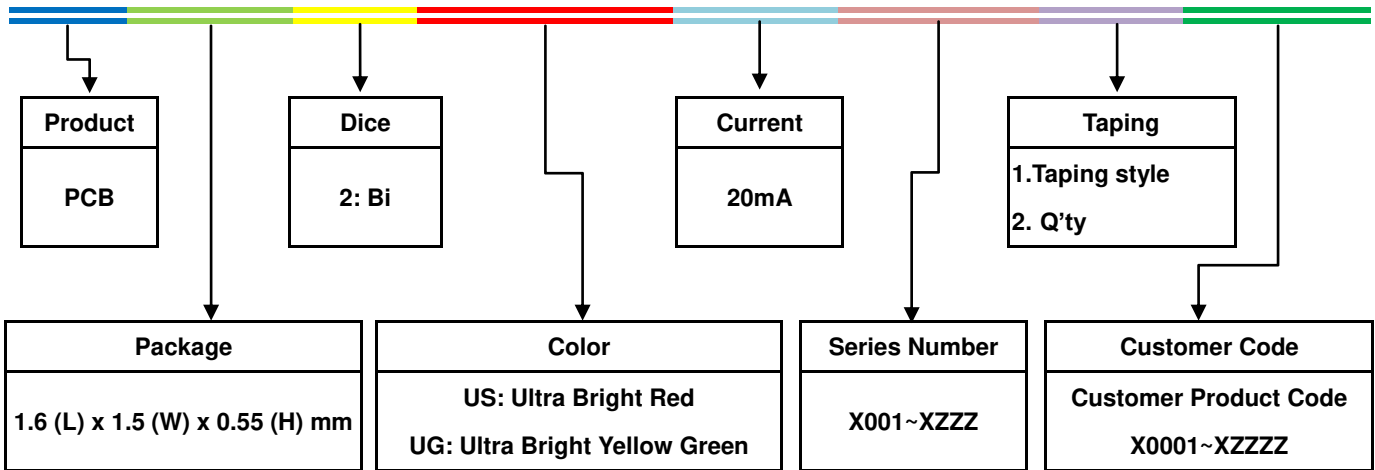 Product
PCB
Dice
2: Bi
Current
20mA
Taping
1.Taping style
2. Q'ty
Package
1.6 (L) x 1.5 (W) x 0.55 (H) mm
Color
US: Ultra Bright Red
UG: Ultra Bright Yellow Green
Series Number
X001~XZZZ
Customer Code
Customer Product Code
X0001~XZZZZ